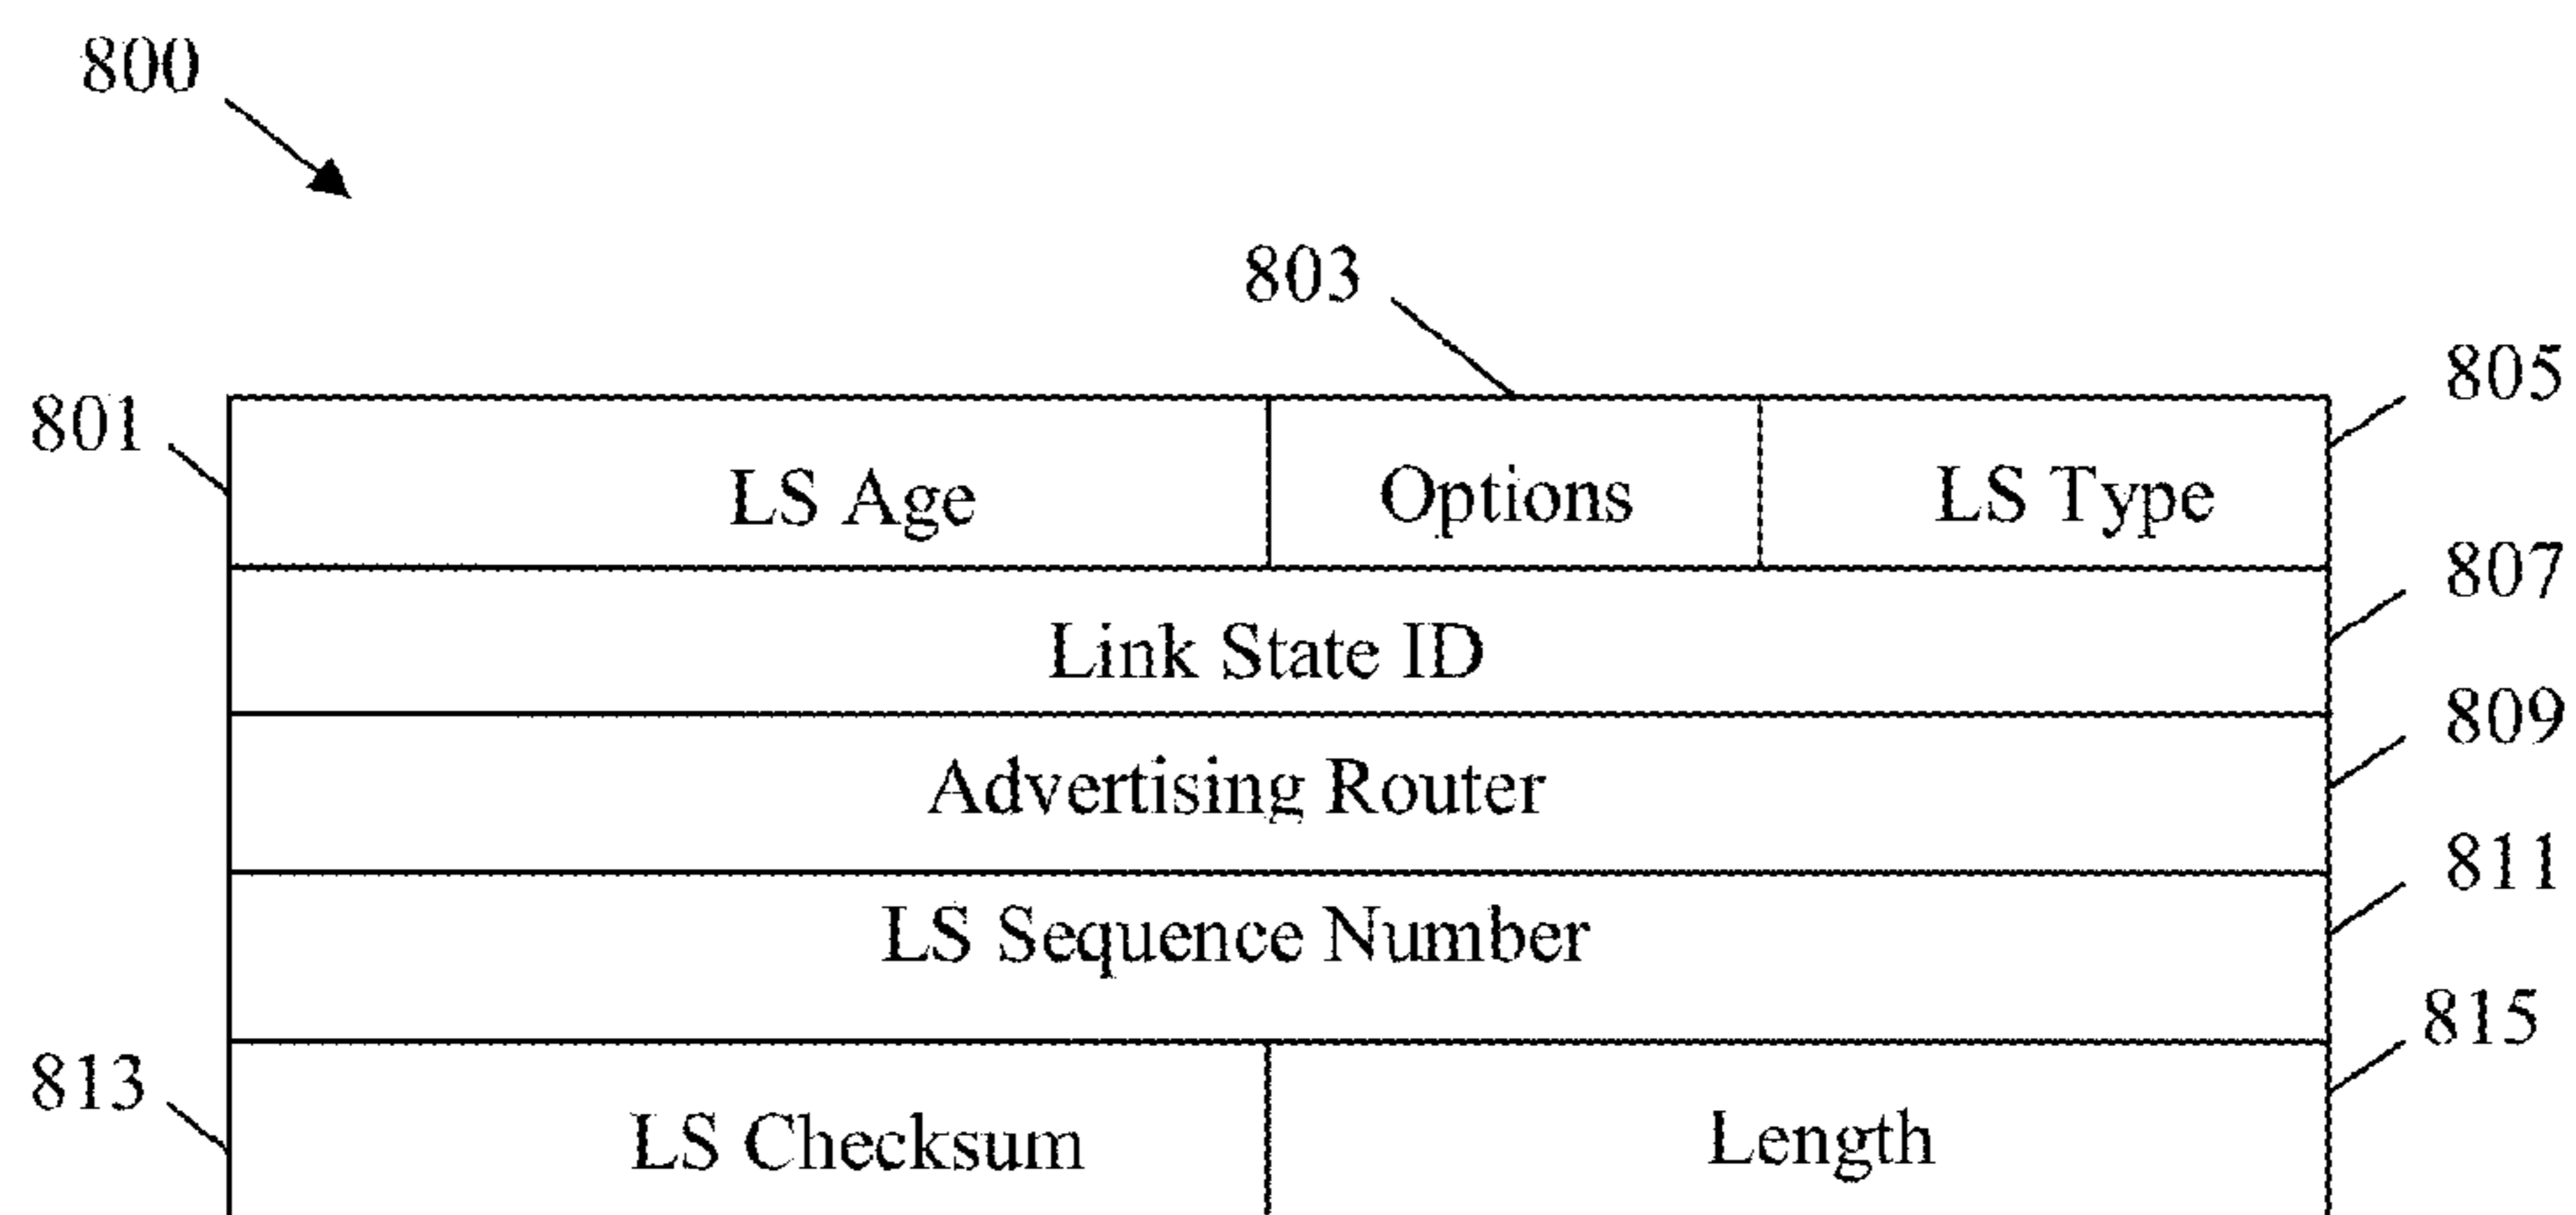 800
803
805
801
LS Age Options LS Type
807
Link State ID
809
Advertising Router
811
LS Sequence Number
815
813
LS Checksum Length